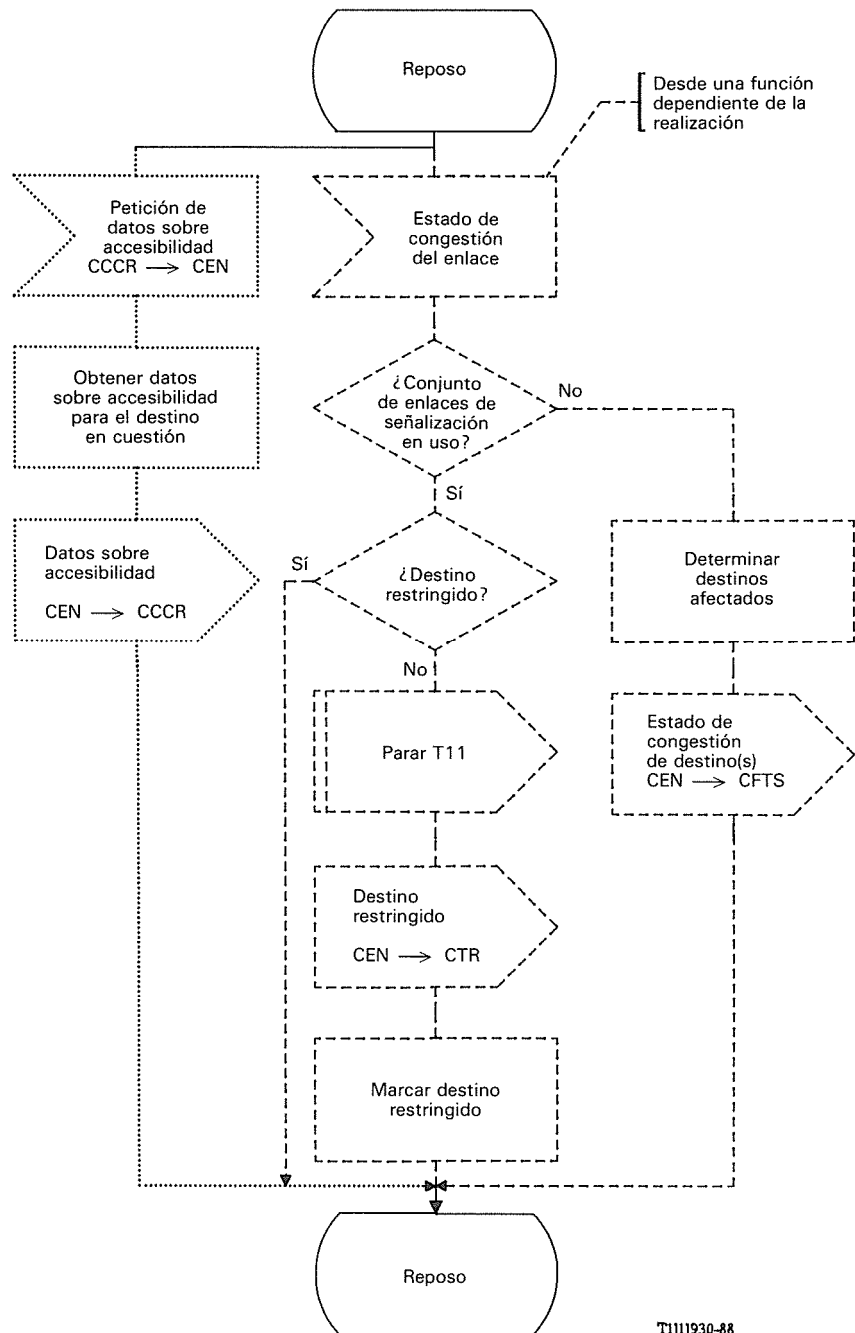 Reposo
Desde una función
dependiente de la
realización
Petición de
datos sobre
accesibilidad
CCCR → CEN
Estado de
congestión
del enlace
Obtener datos
sobre accesibilidad
para el destino
en cuestión
¿Conjunto
de enlaces de
señalización
en uso?
No
Sí
Datos sobre
accesibilidad
CEN → CCCR
Sí
¿Destino
restringido?
No
Determinar
destinos
afectados
Parar T11
Estado de
congestión
de destino(s)
CEN → CFTS
Destino
restringido
CEN → CTR
Marcar destino
restringido
Reposo
T1111930-88